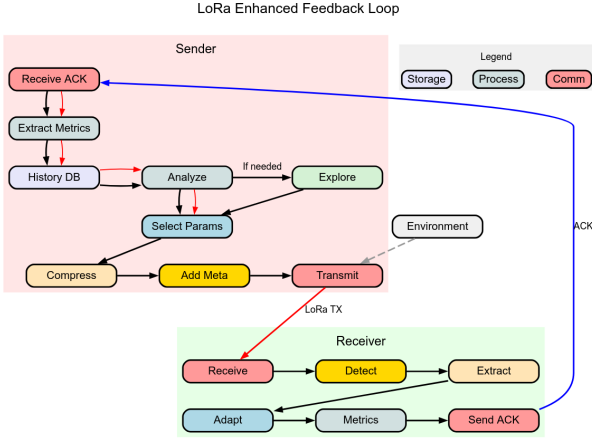 LoRa Enhanced Feedback Loop
Sender
Legend
Receive ACK
Storage
Process
Comm
Extract Metrics
History DB
Analyze
If needed
Explore
Select Params
Environment
ACK
Compress
Add Meta
Transmit
LoRa TX
Receiver
Receive
Detect
Extract
Adapt
Metrics
Send ACK